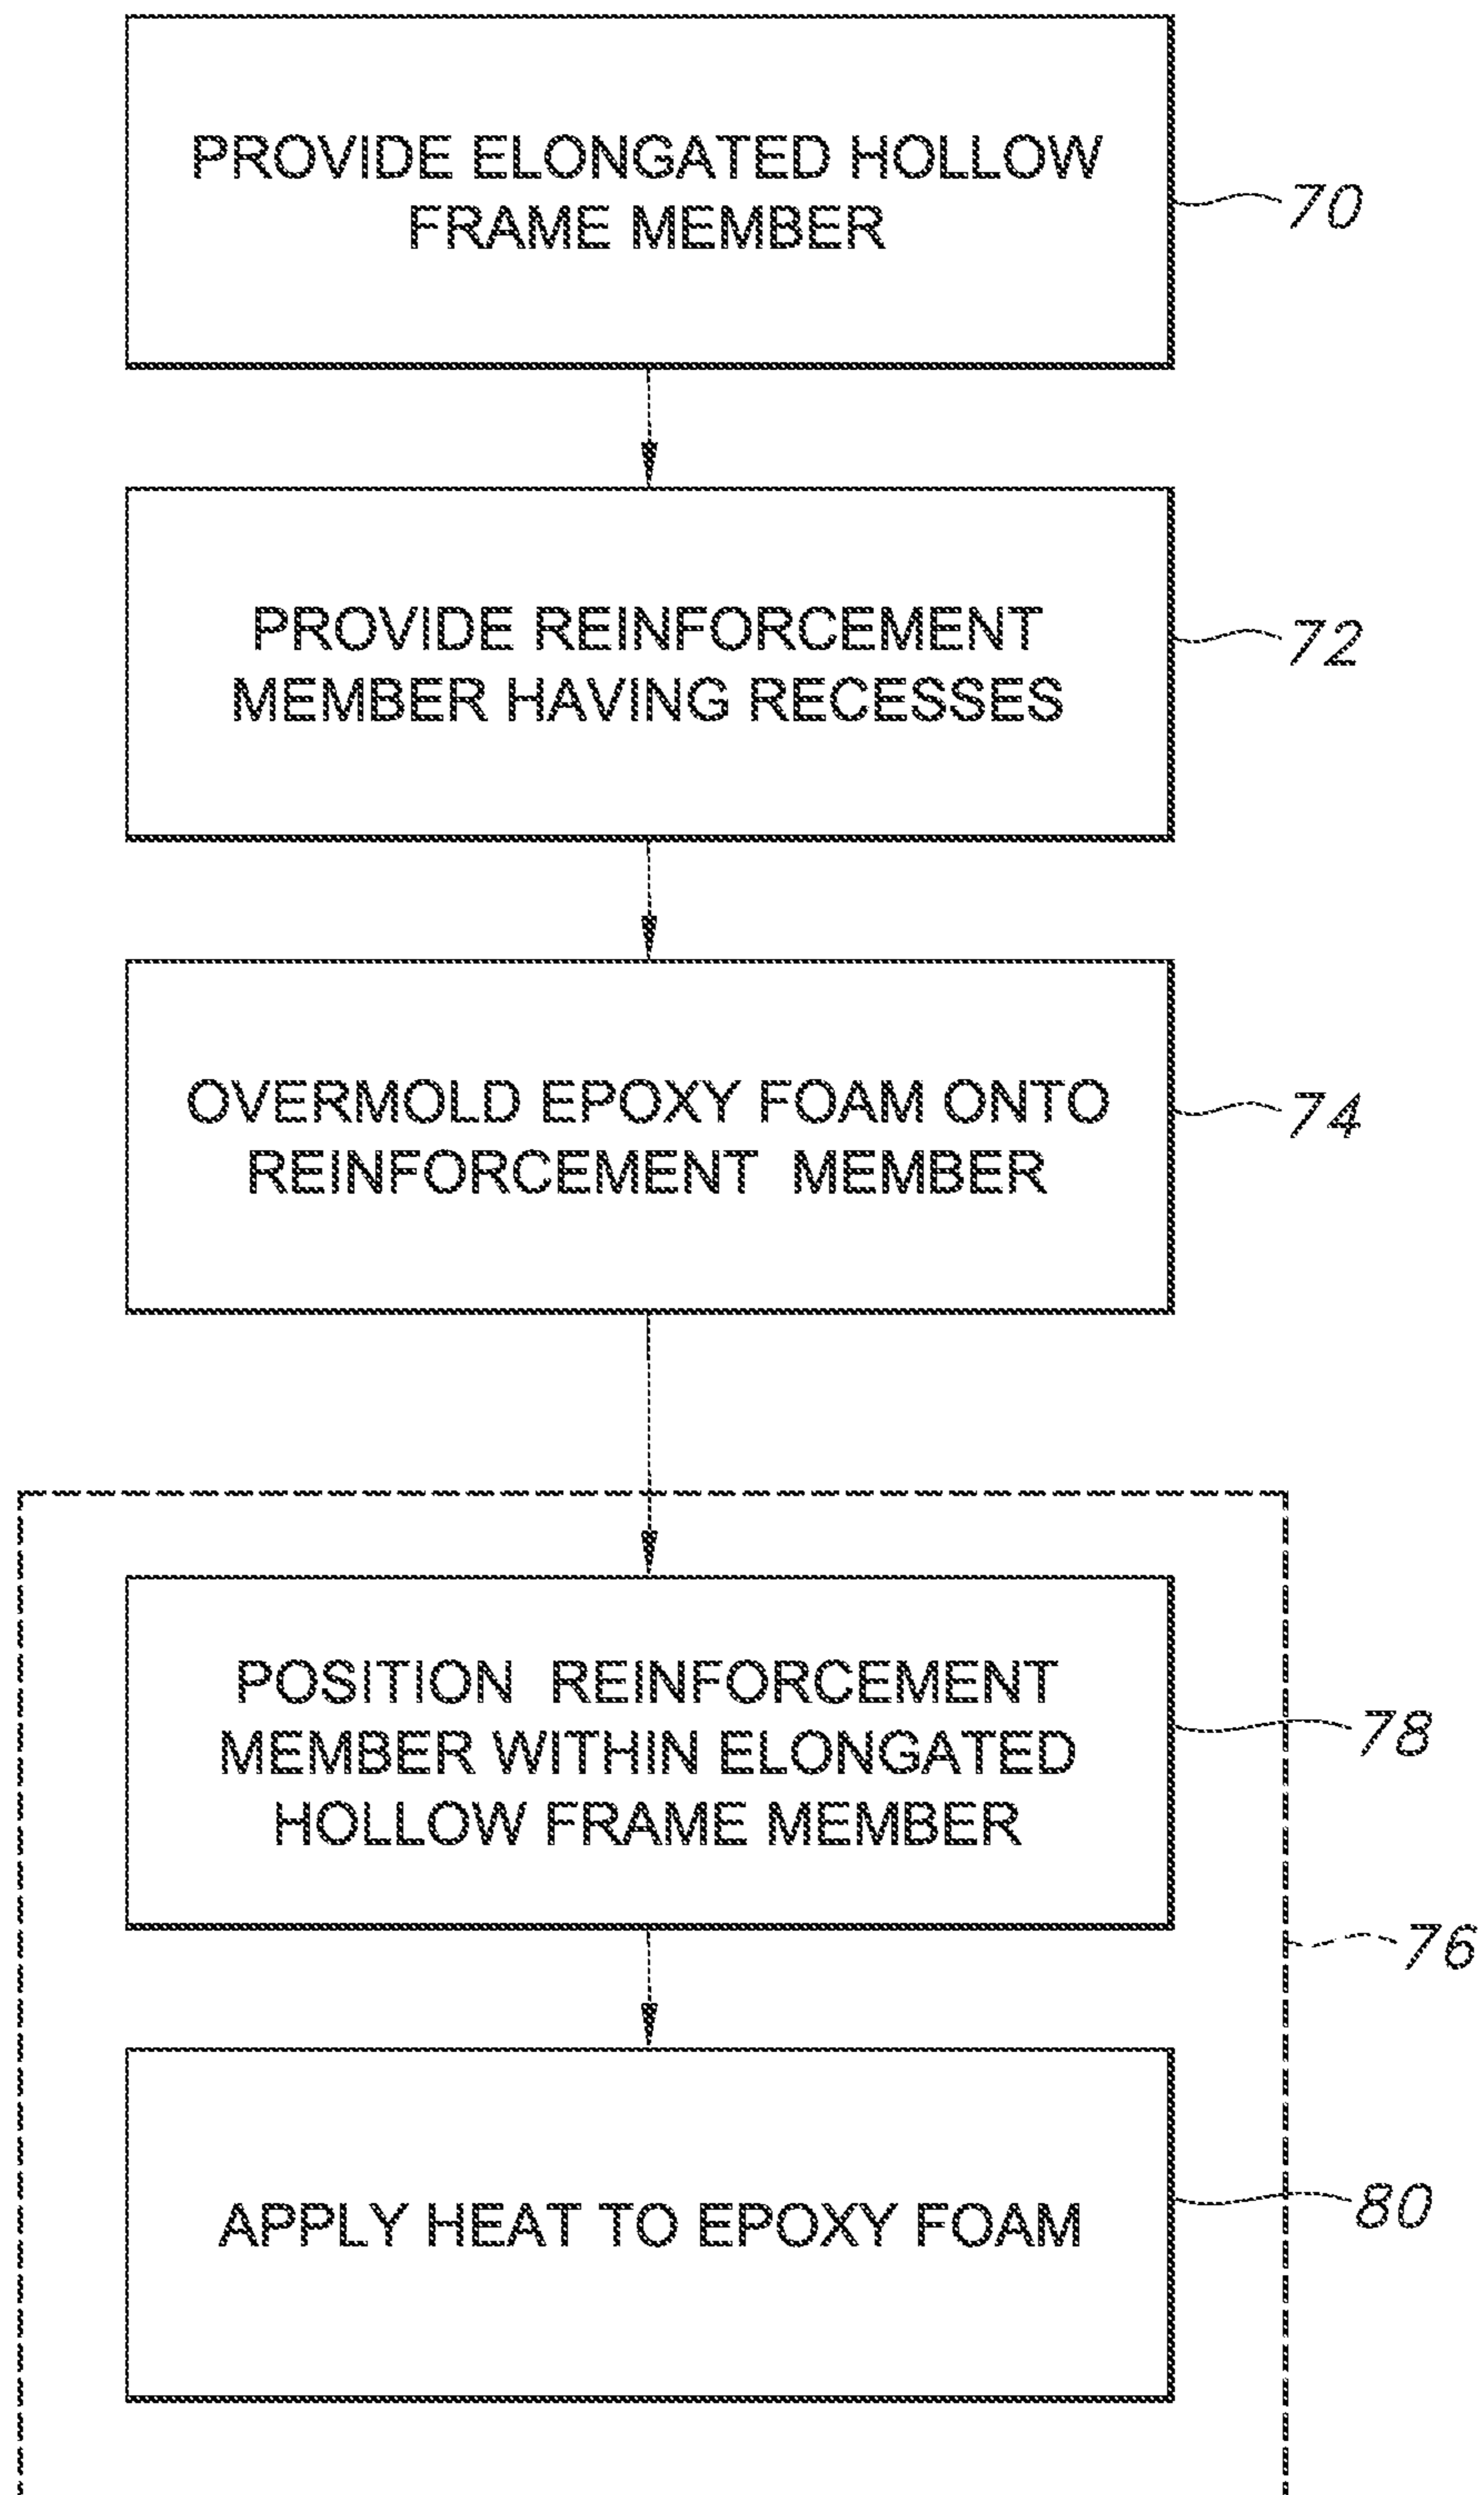 PROVIDE ELONGATED HOLLOW
FRAME MEMBER
70
PROVIDE REINFORCEMENT
MEMBER HAVING RECESSES
72
OVERMOLD EPOXY FOAM ONTO
REINFORCEMENT MEMBER
74
POSITION REINFORCEMENT
MEMBER WITHIN ELONGATED
HOLLOW FRAME MEMBER
78
76
APPLY HEAT TO EPOXY FOAM
80